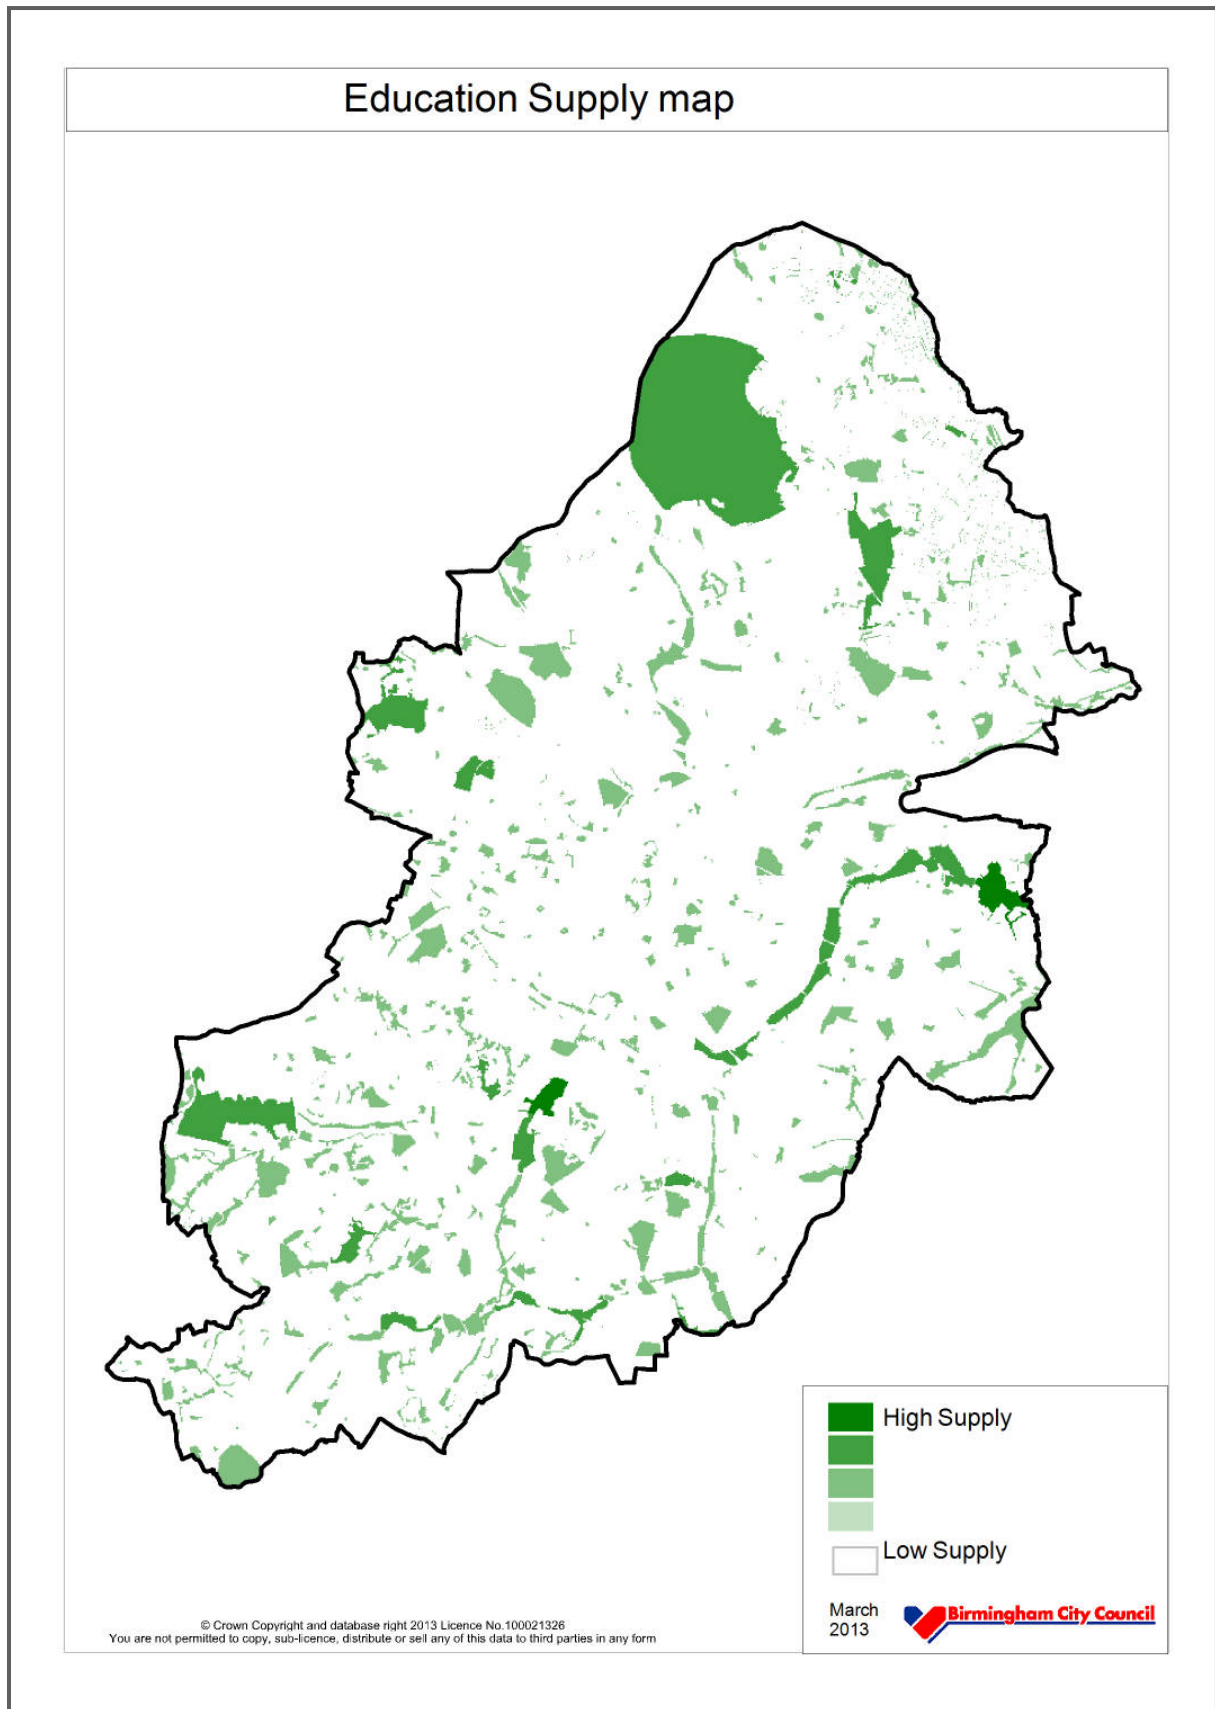 Education Supply map
High Supply
Low Supply
March
2013
Birmingham City Council
© Crown Copyright and database right 2013 Licence No.100021326
You are not permitted to copy, sub-licence, distribute or sell any of this data to third parties in any form